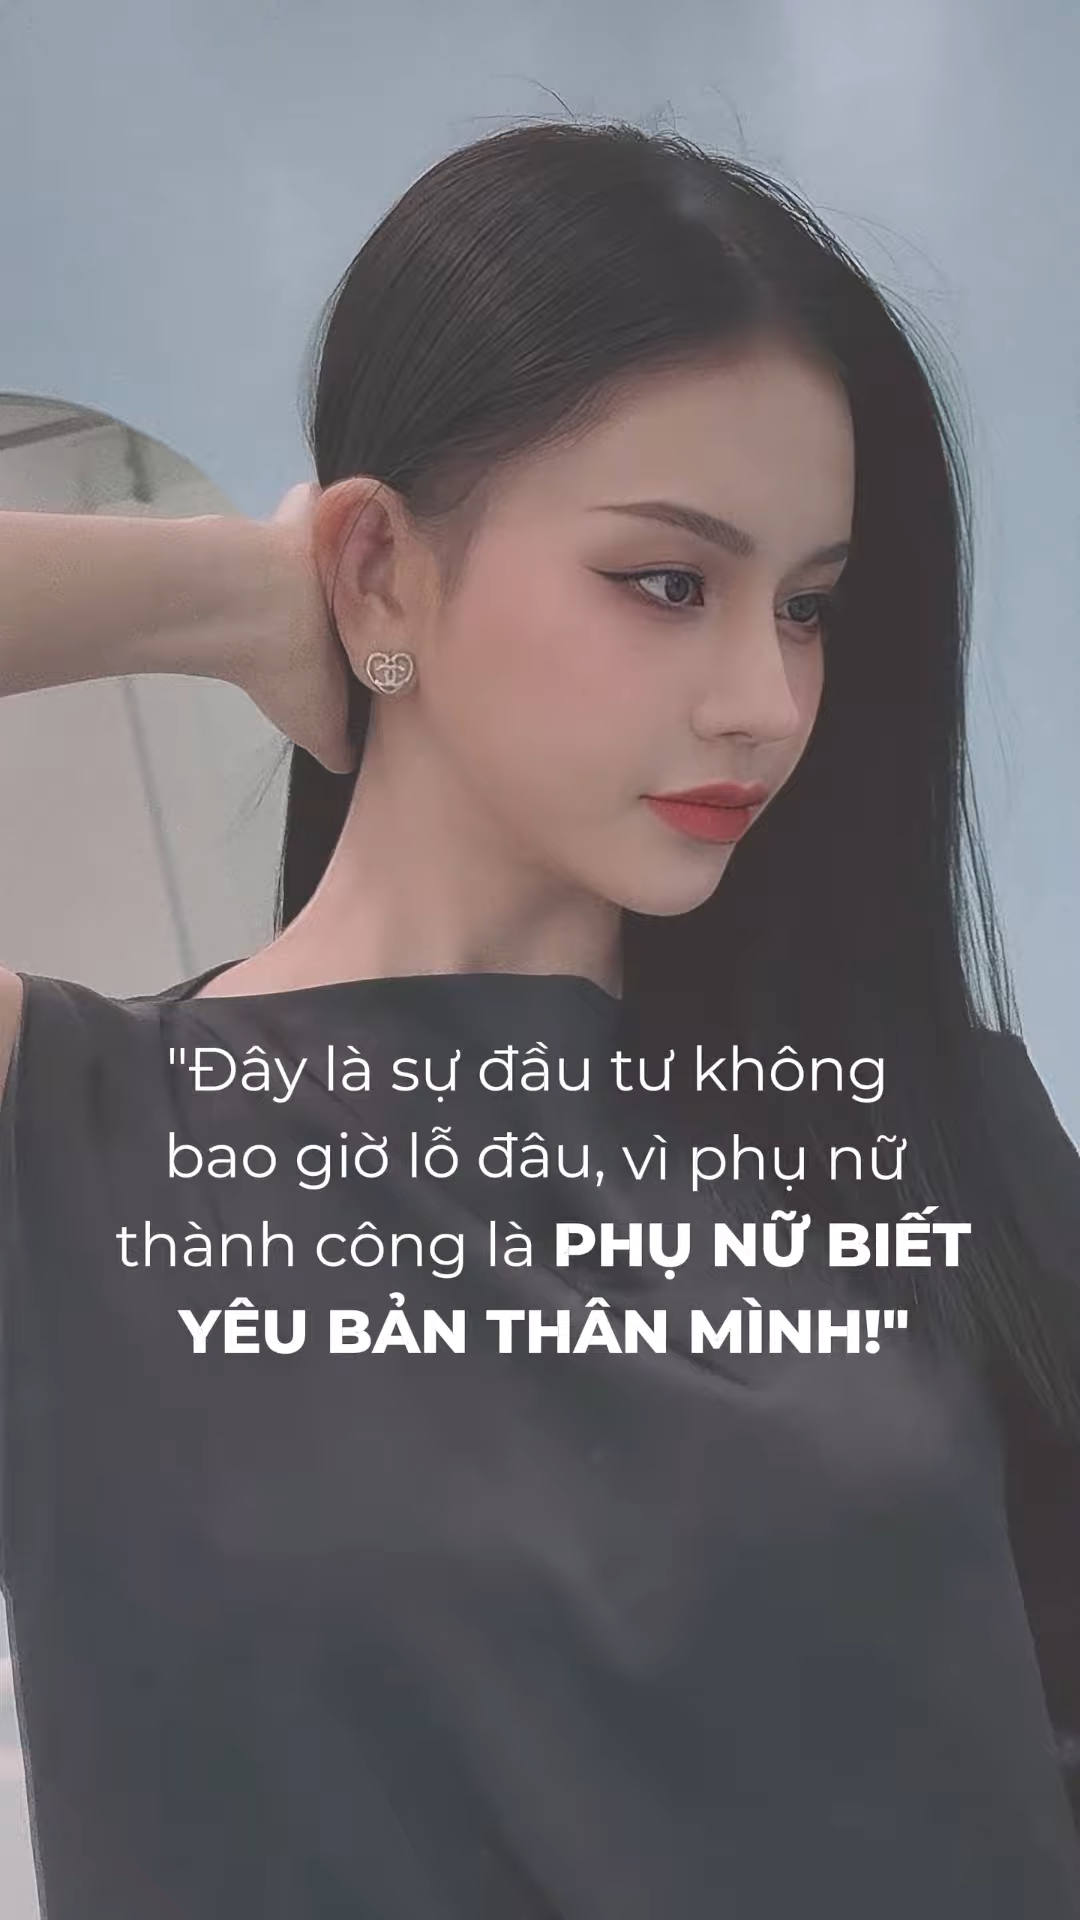 "Đây là sự đầu tư không
bao giờ lỗ đâu, vì phụ nữ
thành công là PHỤ NỮ BIẾT
YÊU BẢN THÂN MÌNH!"